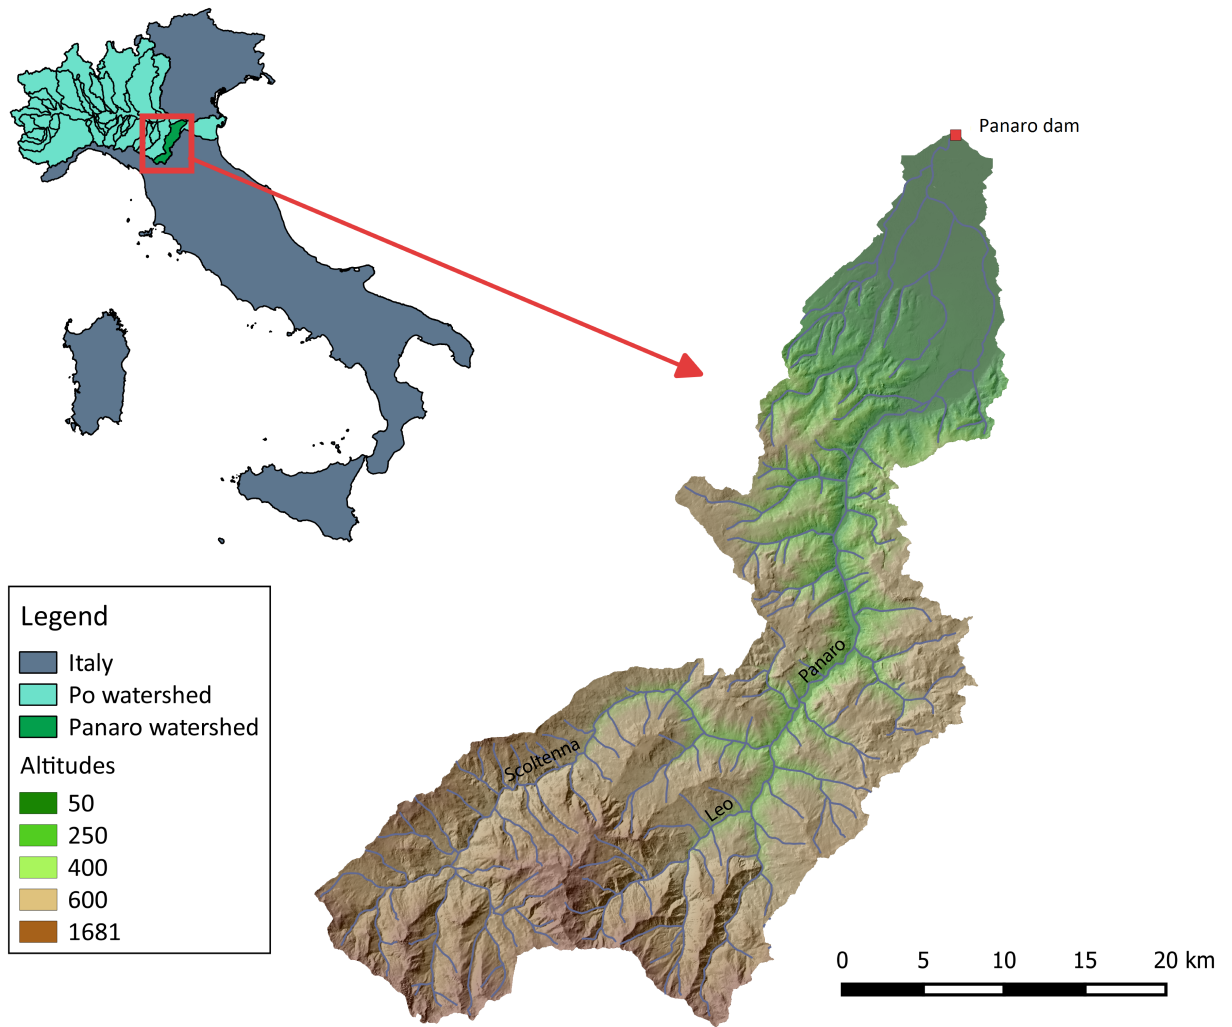 Panaro dam
Panaro
Scoltenna
Leo
Legend
Italy
Po watershed
Panaro watershed
Altitudes
50
250
400
600
1681
0 5 10 15 20 km